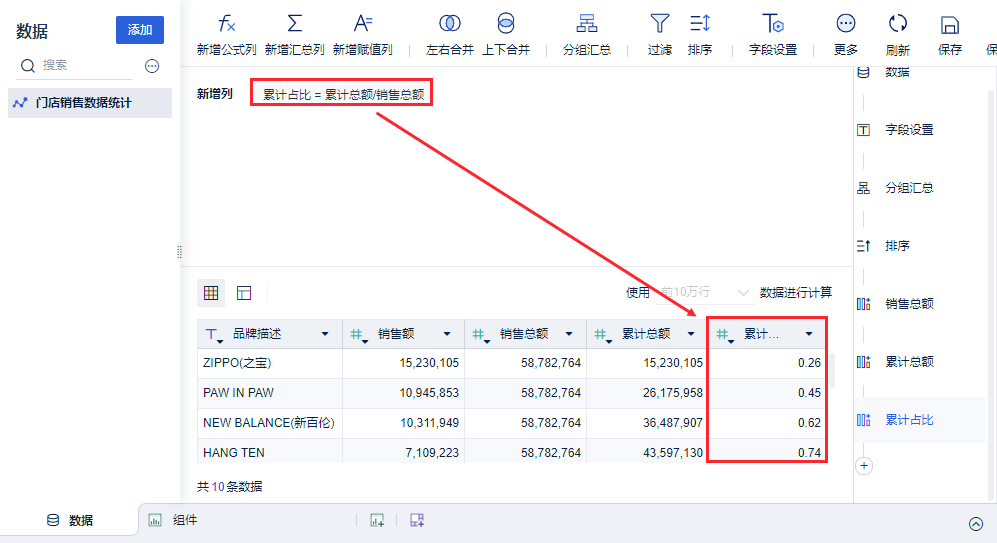 数据
添加
搜索
门店销售数据统计
新增公式列 新增汇总列 新增赋值列 左右合并 上下合并 分组汇总 过滤 排序 字段设置 更多 刷新 保存
新增列 累计占比 = 累计总额/销售总额
使用 前10万行 数据进行计算
品牌描述 销售额 销售总额 累计总额 累计...
ZIPPO(之宝) 15,230,105 58,782,764 15,230,105 0.26
PAW IN PAW 10,945,853 58,782,764 26,175,958 0.45
NEW BALANCE(新百伦) 10,311,949 58,782,764 36,487,907 0.62
HANG TEN 7,109,223 58,782,764 43,597,130 0.74
共 10 条数据
数据
字段设置
分组汇总
排序
销售总额
累计总额
累计占比
数据 组件